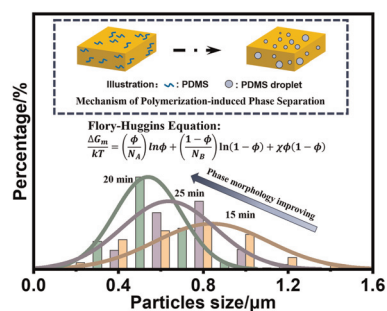 Illustration: : PDMS : PDMS droplet
Mechanism of Polymerization-induced Phase Separation
Flory-Huggins Equation:
ΔG_m/kT = (ϕ/N_A) lnϕ + ((1 − ϕ)/N_B) ln(1 − ϕ) + χϕ(1 − ϕ)
Phase morphology improving
20 min
25 min
15 min
Percentage/%
0.0 0.4 0.8 1.2 1.6
Particles size/μm